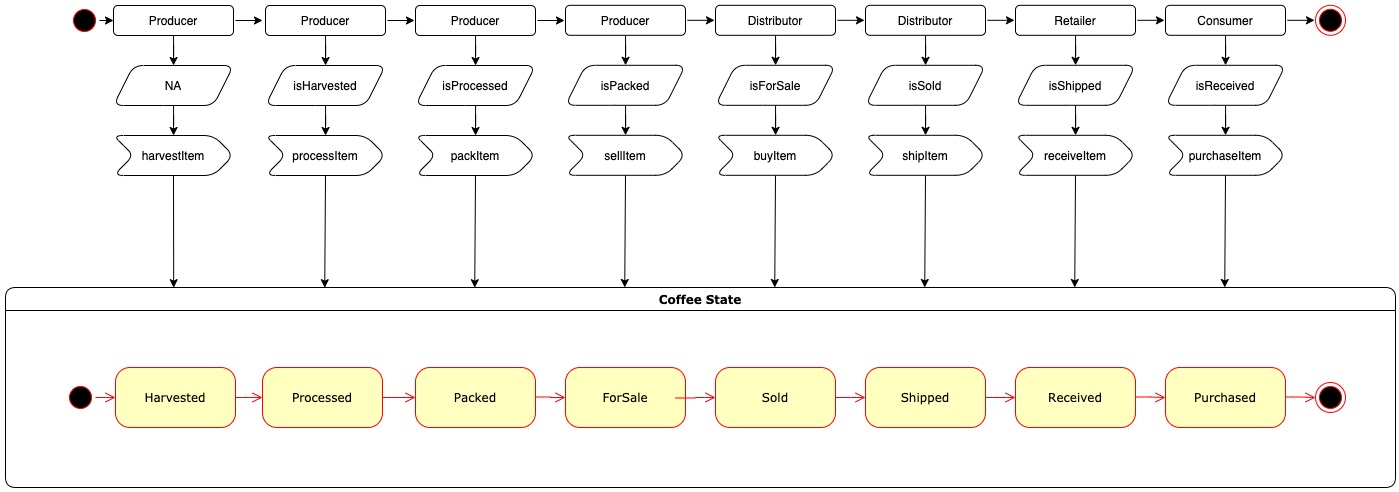 Producer
Producer
Producer
Producer
Distributor
Distributor
Retailer
Consumer
NA
isHarvested
isProcessed
isPacked
isForSale
isSold
isShipped
isReceived
harvestItem
processItem
packItem
sellItem
buyItem
shipItem
receiveItem
purchaseItem
Coffee State
Harvested
Processed
Packed
ForSale
Sold
Shipped
Received
Purchased